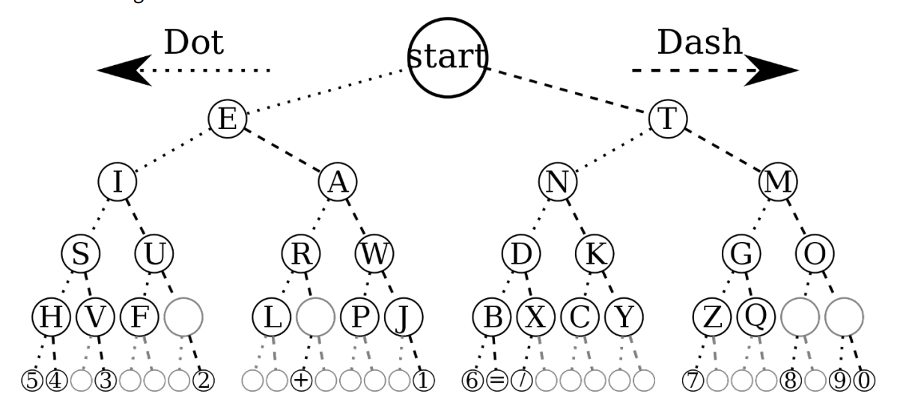 Dot start Dash
E T
I A N M
S U R W D K G O
H V F L P J B X C Y Z Q
5 4 3 2 + 1 6 = / 7 8 9 0